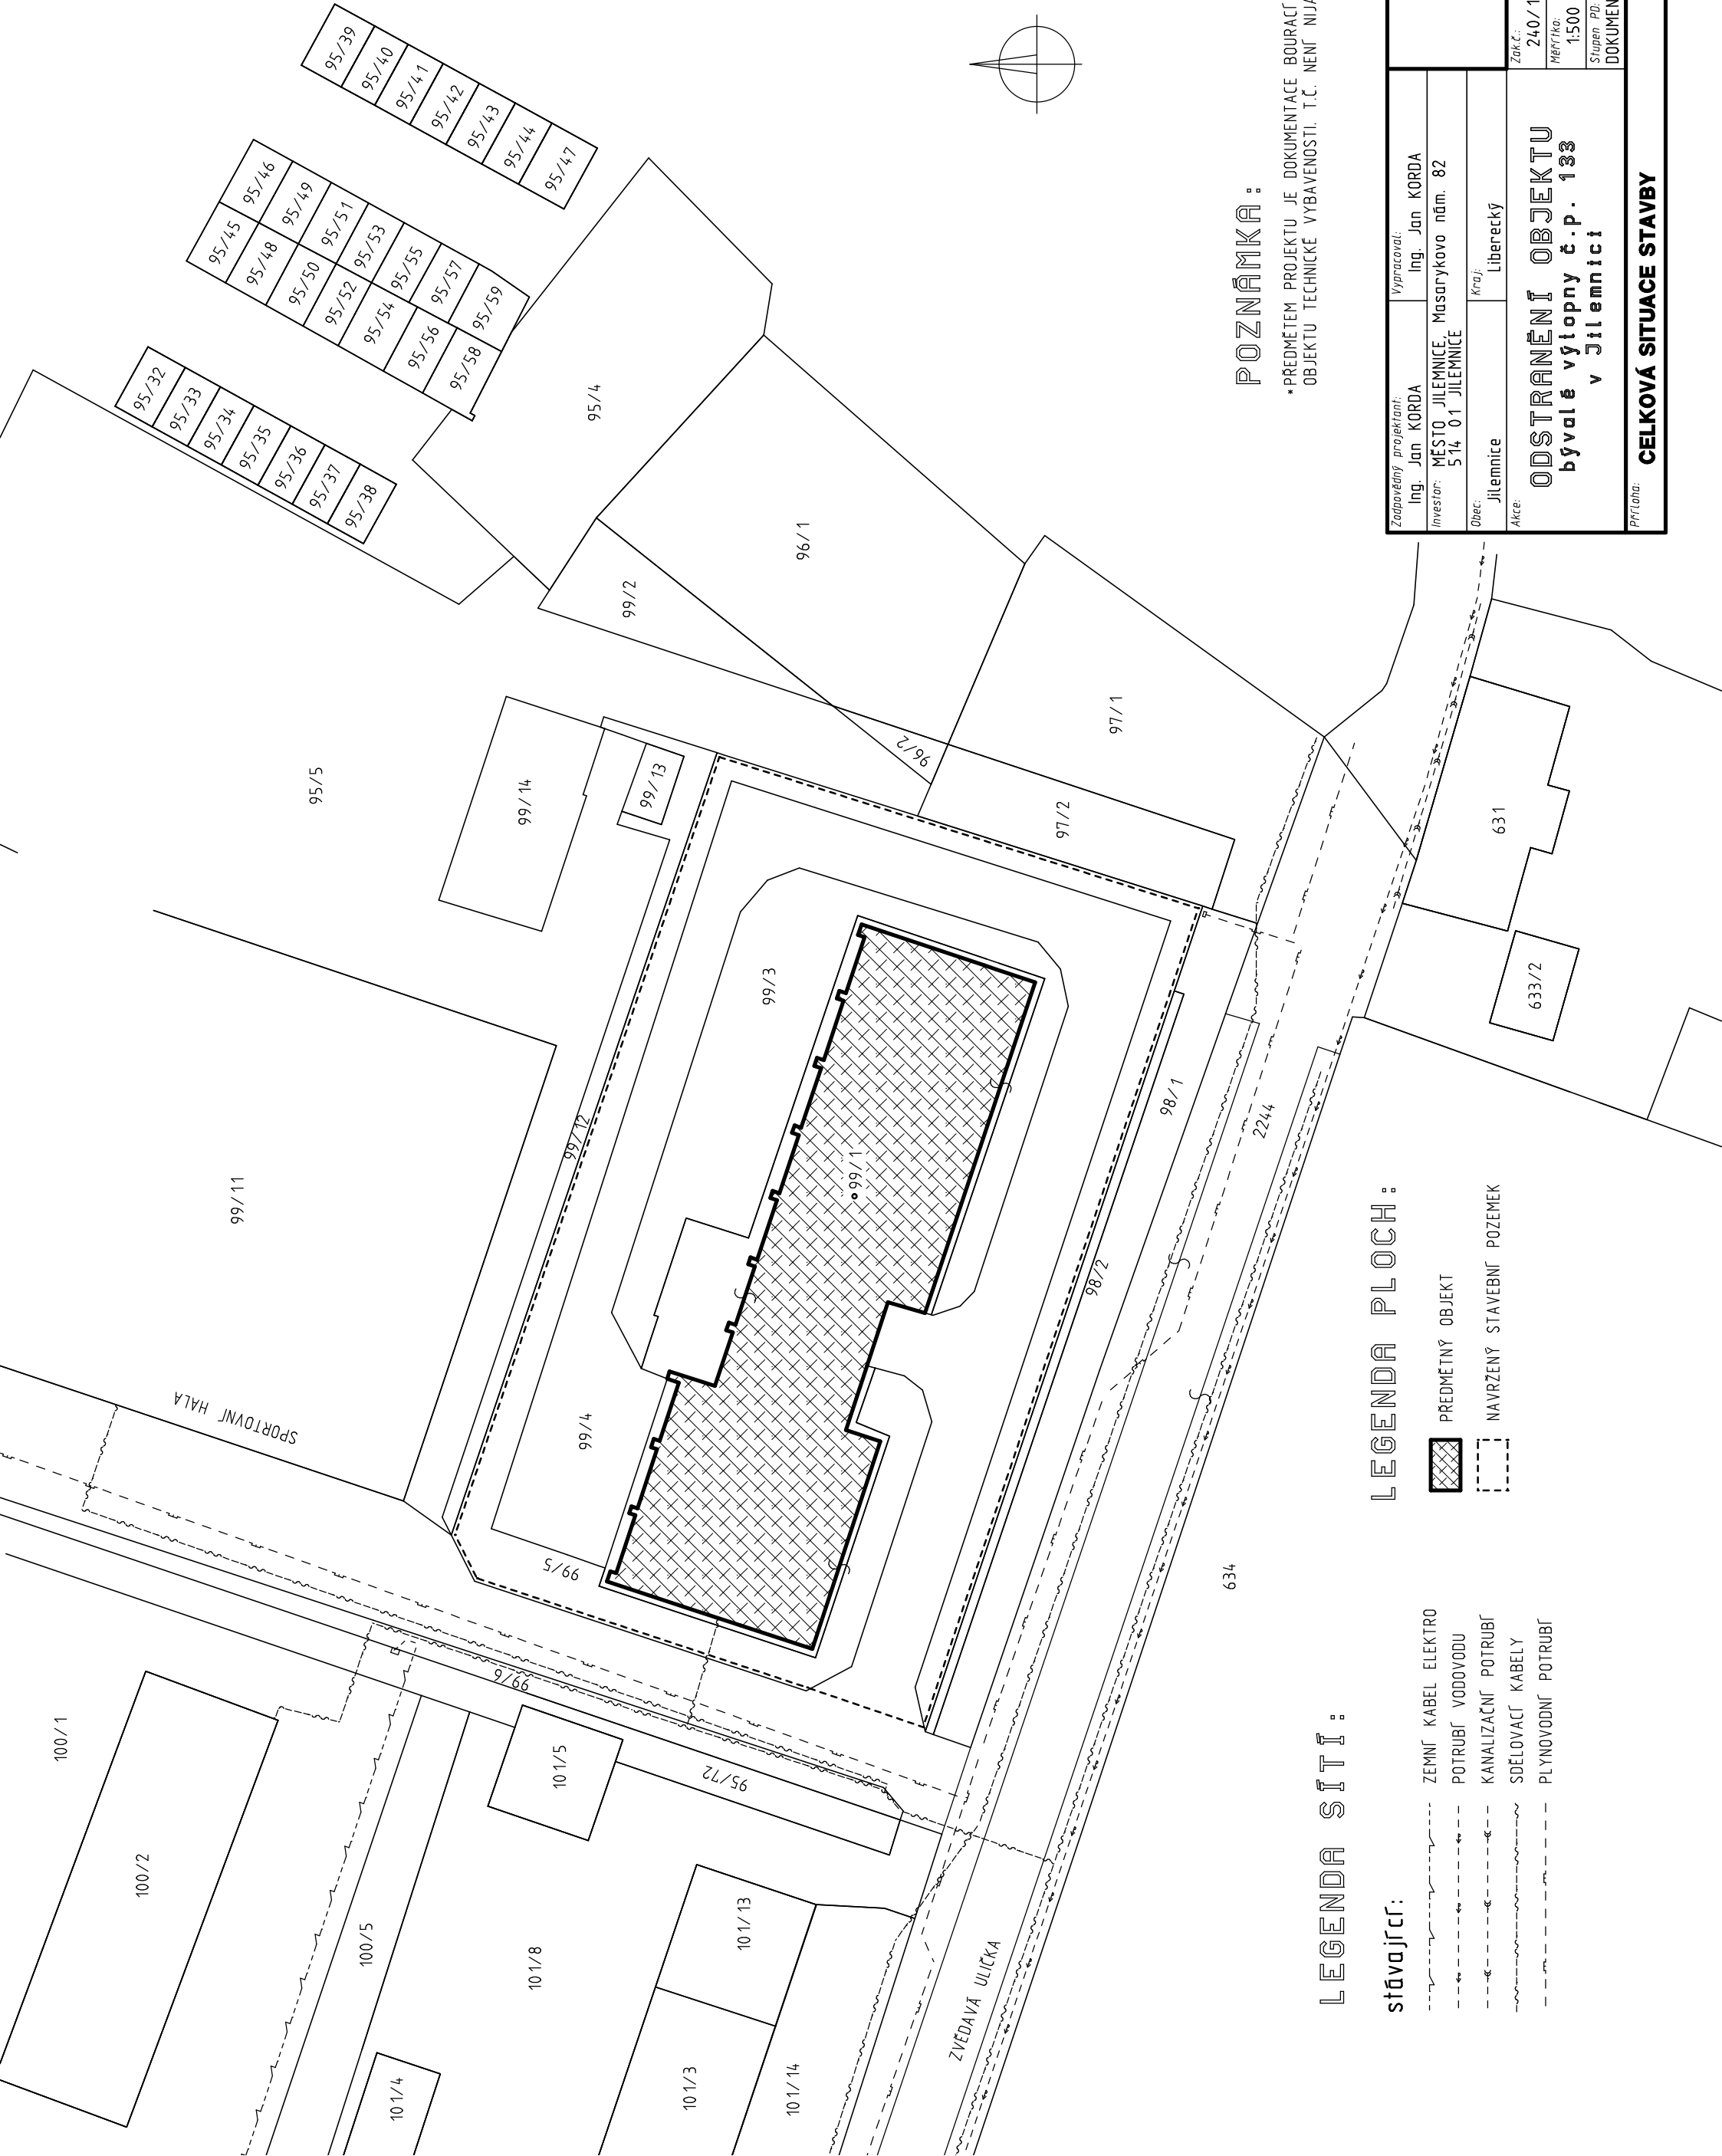 95/39
95/40
95/41
95/42
95/43
95/44
95/47
95/46
95/45
95/49
95/48
95/51
95/50
95/53
95/52
95/55
95/54
95/57
95/56
95/59
95/58
95/32
95/33
95/34
95/35
95/36
95/37
95/38
95/4
96/1
99/2
97/1
96/2
97/2
95/5
99/14
99/13
99/3
99/12
99/11
99/1
99/4
99/5
99/6
98/1
98/2
2244
631
633/2
634
SPORTOVNÍ HALA
100/1
100/2
100/5
101/5
95/72
101/8
101/13
101/4
101/3
101/14
ZVĚDAVÁ ULIČKA
LEGENDA SÍTÍ:
stávající:
ZEMNÍ KABEL ELEKTRO
POTRUBÍ VODOVODU
KANALIZAČNÍ POTRUBÍ
SDĚLOVACÍ KABELY
PLYNOVODNÍ POTRUBÍ
LEGENDA PLOCH:
PŘEDMĚTNÝ OBJEKT
NAVRŽENÝ STAVEBNÍ POZEMEK
POZNÁMKA:
*PŘEDMĚTEM PROJEKTU JE DOKUMENTACE BOURACÍ
OBJEKTU TECHNICKÉ VYBAVENOSTI. T.Č. NENÍ NIJA
Zodpovědný projektant:
Ing. Jan KORDA
Vypracoval:
Ing. Jan KORDA
Investor: MĚSTO JILEMNICE, Masarykovo nám. 82
514 01 JILEMNICE
Obec:
Jilemnice
Kraj:
Liberecký
Akce:
ODSTRANĚNÍ OBJEKTU
bývalé výtopny č.p. 133
v Jilemnici
Zak.č.:
240/1
Měřítko:
1:500
Stupen PD:
DOKUMEN
Příloha:
CELKOVÁ SITUACE STAVBY